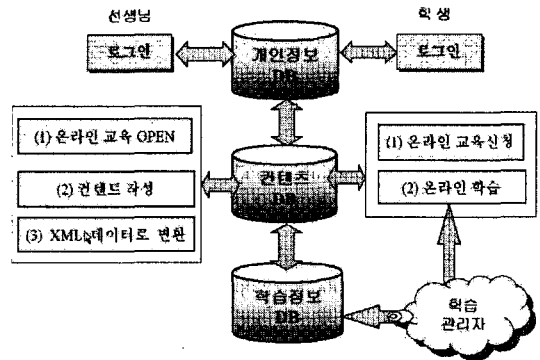 선생님
학생
로그인
개인정보
DB
로그인
(1) 온라인 교육 OPEN
(2) 컨텐트 작성
(3) XML데이터로 변환
컨텐츠
DB
(1) 온라인 교육신청
(2) 온라인 학습
학습정보
DB
학습
관리자